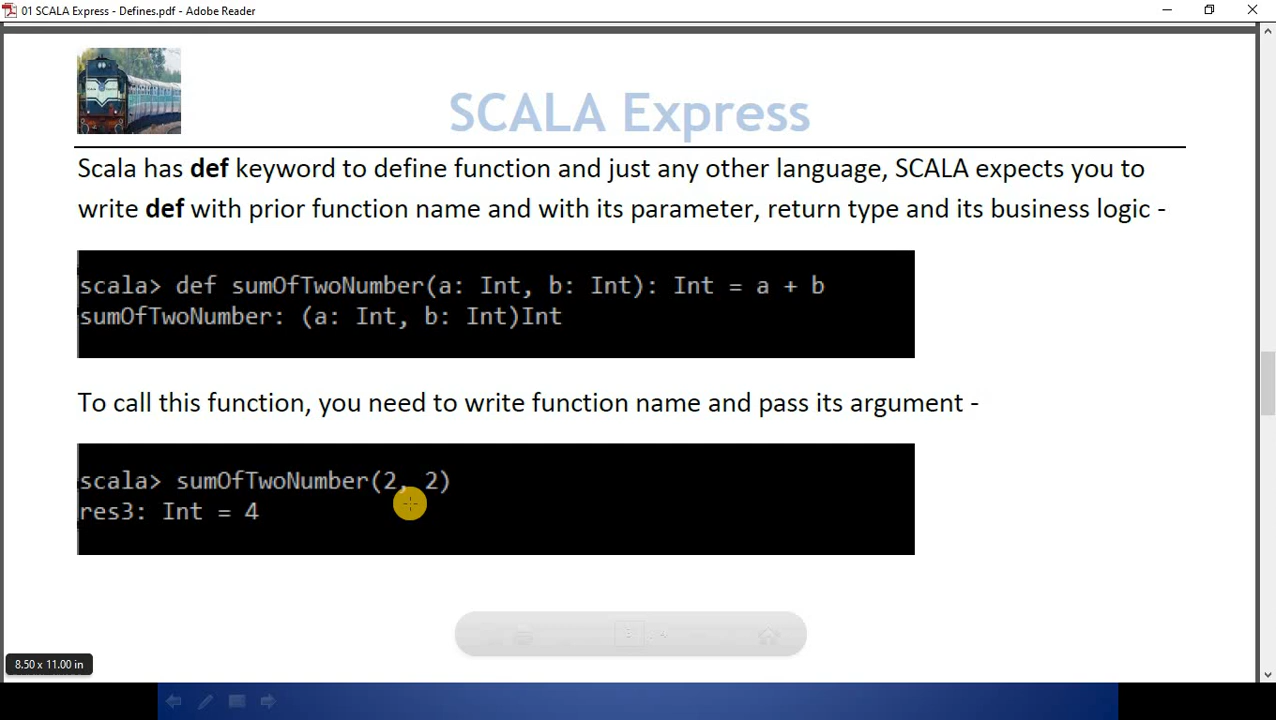 01 SCALA Express - Defines.pdf - Adobe Reader
SCALA Express
Scala has def keyword to define function and just any other language, SCALA expects you to
write def with prior function name and with its parameter, return type and its business logic -
scala> def sumOfTwoNumber(a: Int, b: Int): Int = a + b
sumOfTwoNumber: (a: Int, b: Int)Int
To call this function, you need to write function name and pass its argument -
scala> sumOfTwoNumber(2, 2)
res3: Int = 4
8.50 x 11.00 in